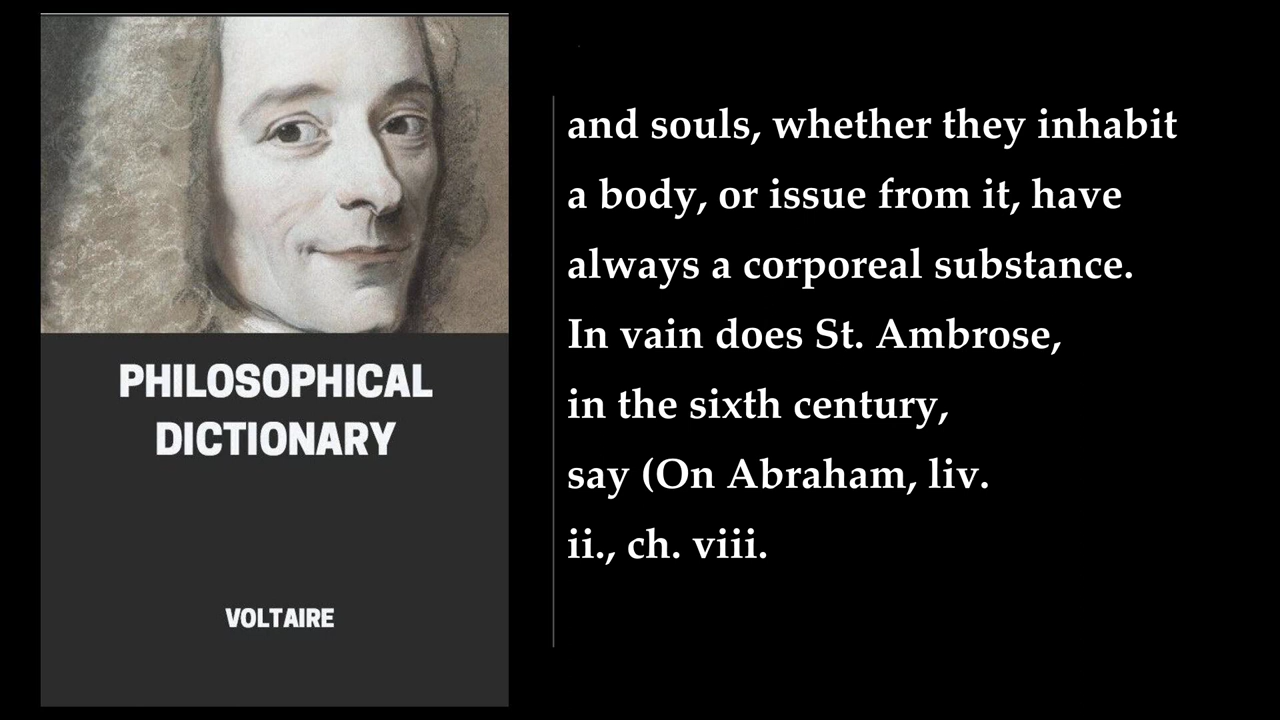 PHILOSOPHICAL
DICTIONARY
VOLTAIRE
and souls, whether they inhabit
a body, or issue from it, have
always a corporeal substance.
In vain does St. Ambrose,
in the sixth century,
say (On Abraham, liv.
ii., ch. viii.